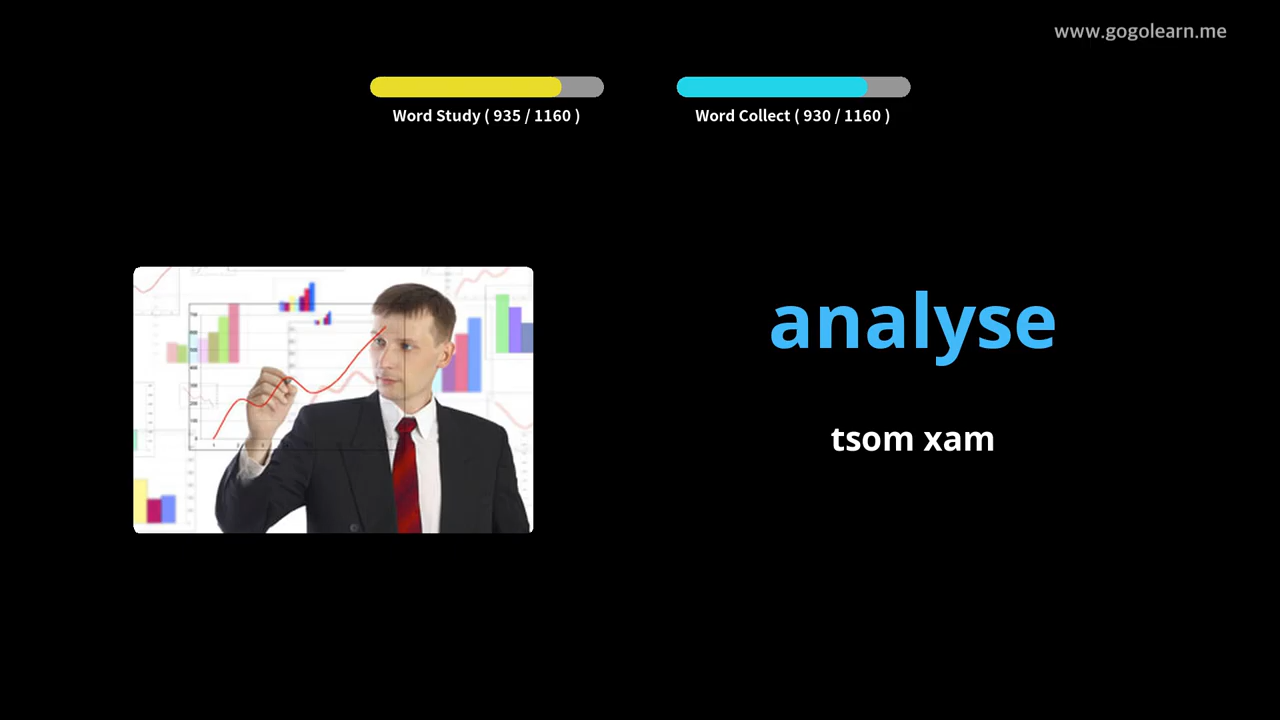 www.gogolearn.me
Word Study ( 935 / 1160 )
Word Collect ( 930 / 1160 )
analyse
tsom xam